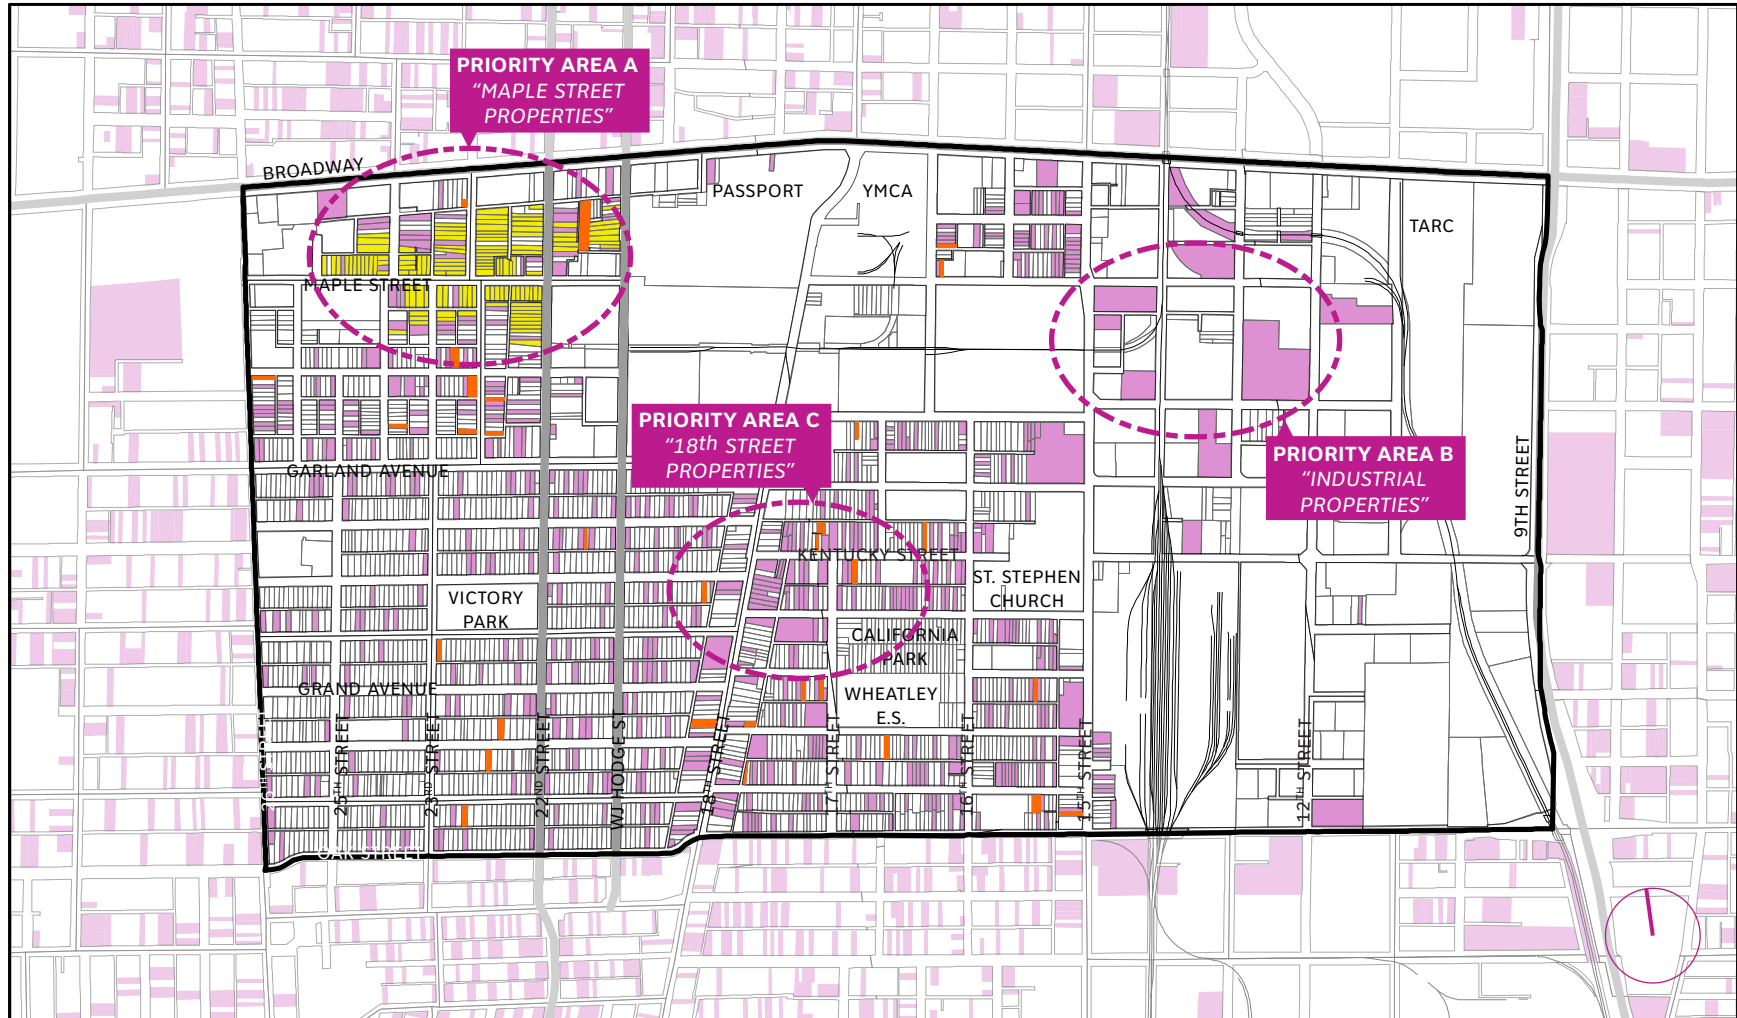 PRIORITY AREA A
“MAPLE STREET
PROPERTIES”
BROADWAY
PASSPORT
YMCA
TARC
MAPLE STREET
PRIORITY AREA C
“18th STREET
PROPERTIES”
PRIORITY AREA B
“INDUSTRIAL
PROPERTIES”
GARLAND AVENUE
9TH STREET
KENTUCKY STREET
ST. STEPHEN
CHURCH
VICTORY
PARK
CALIFORNIA
PARK
GRAND AVENUE
WHEATLEY
E.S.
26TH STREET
25TH STREET
23RD STREET
22ND STREET
WJ HODGE ST
18TH STREET
17TH STREET
16TH STREET
15TH STREET
12TH STREET
OAK STREET